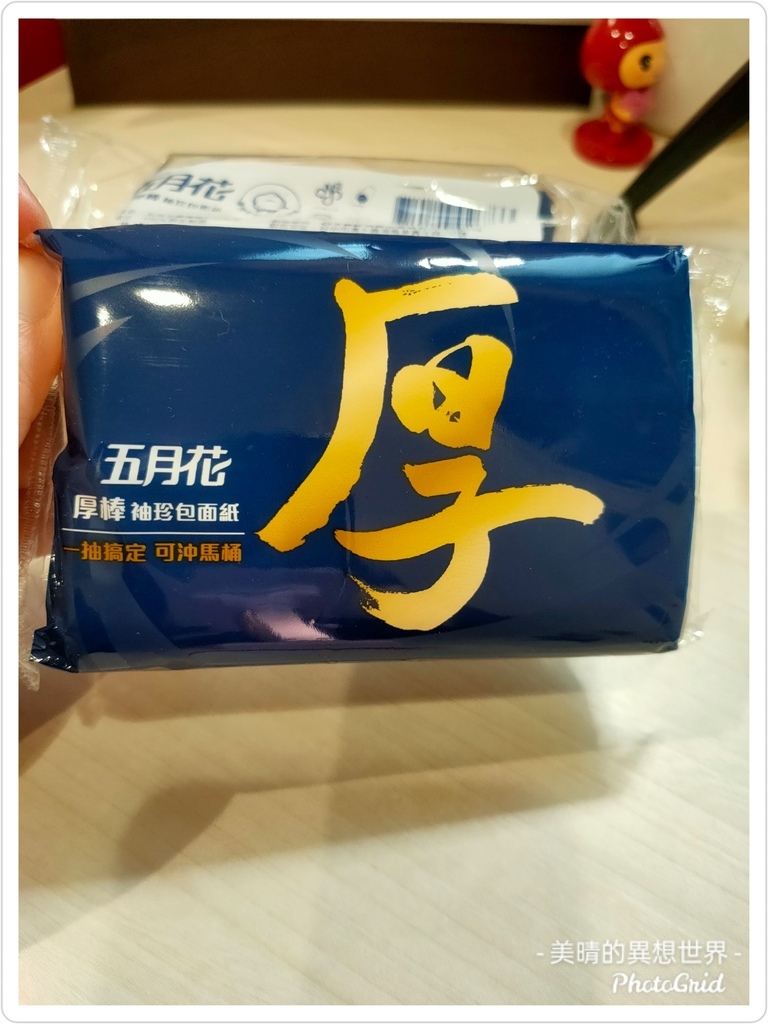 五月花
厚
五月花
厚棒 袖珍包面紙
一抽搞定 可沖馬桶
-美晴的異想世界-
PhotoGrid